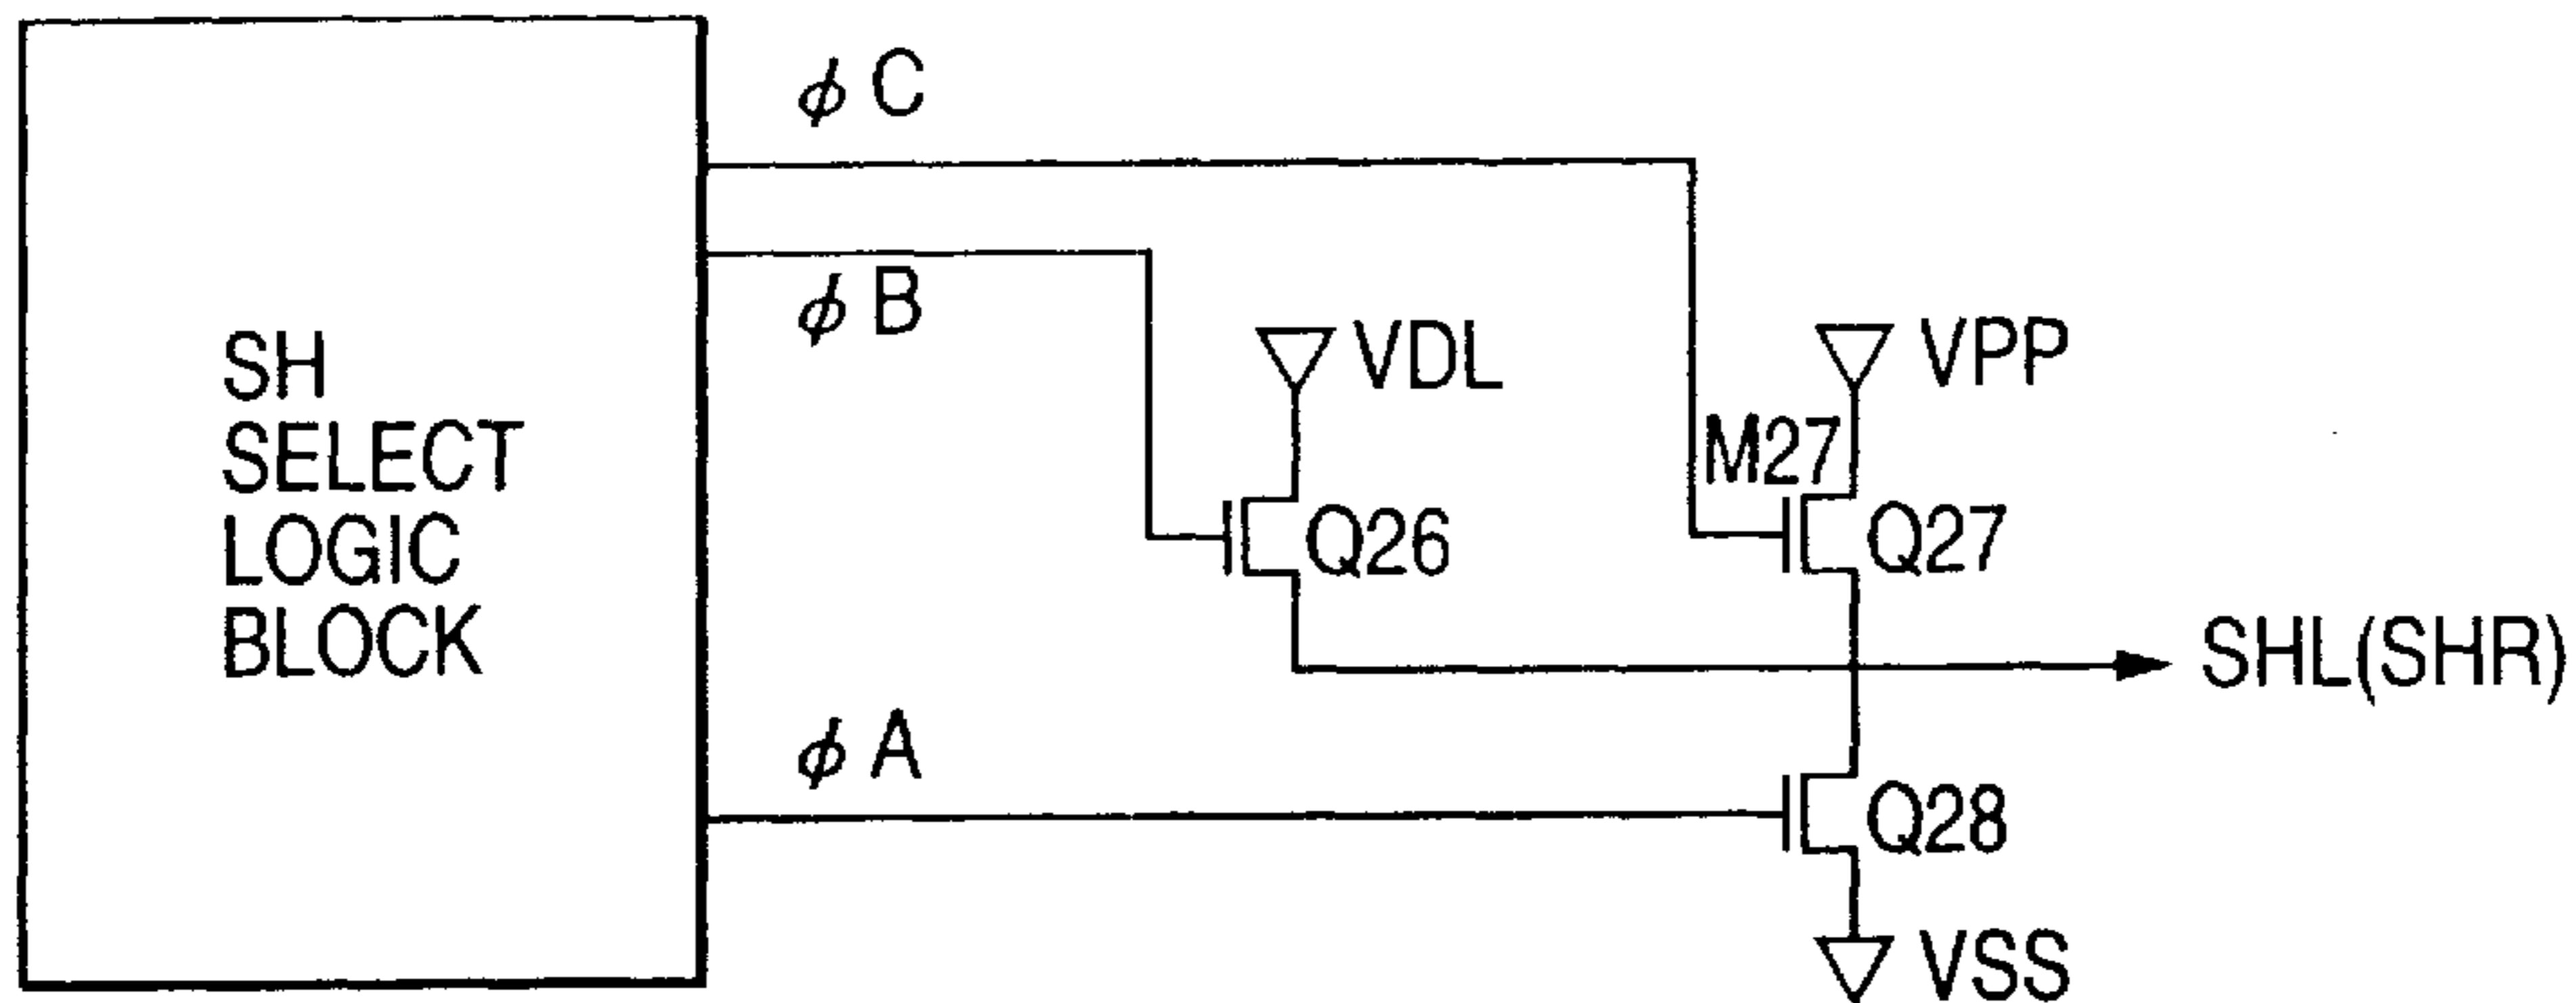 φC
φB
SH
SELECT
LOGIC
BLOCK
VDL
VPP
M27
Q26
Q27
SHL(SHR)
φA
Q28
VSS